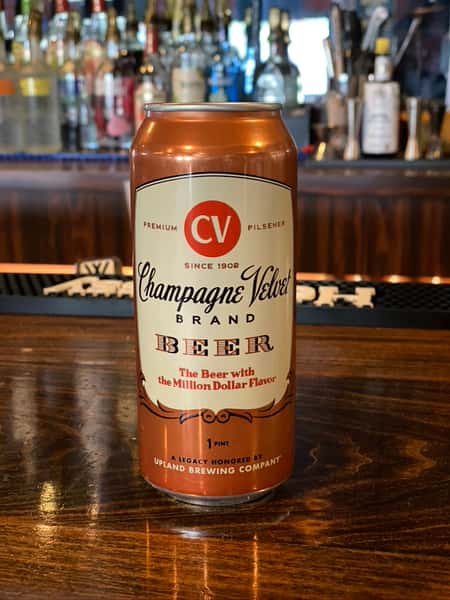 PREMIUM CV PILSENER
SINCE 1902
Champagne Velvet
BRAND
BEER
The Beer with
the Million Dollar Flavor
1 PINT
A LEGACY HONORED BY
UPLAND BREWING COMPANY